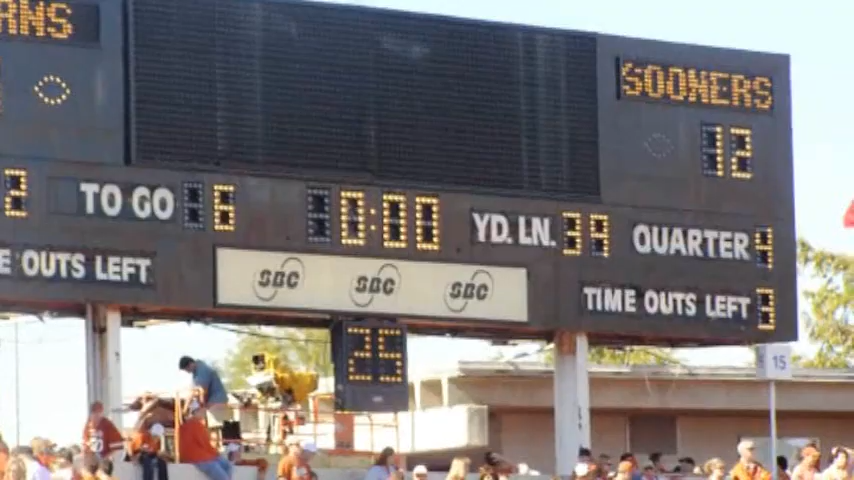 RNS
SOONERS
12
2 TO GO 6 0:00 YD. LN. 39 QUARTER 4
E OUTS LEFT SBC SBC SBC TIME OUTS LEFT 3
25
15